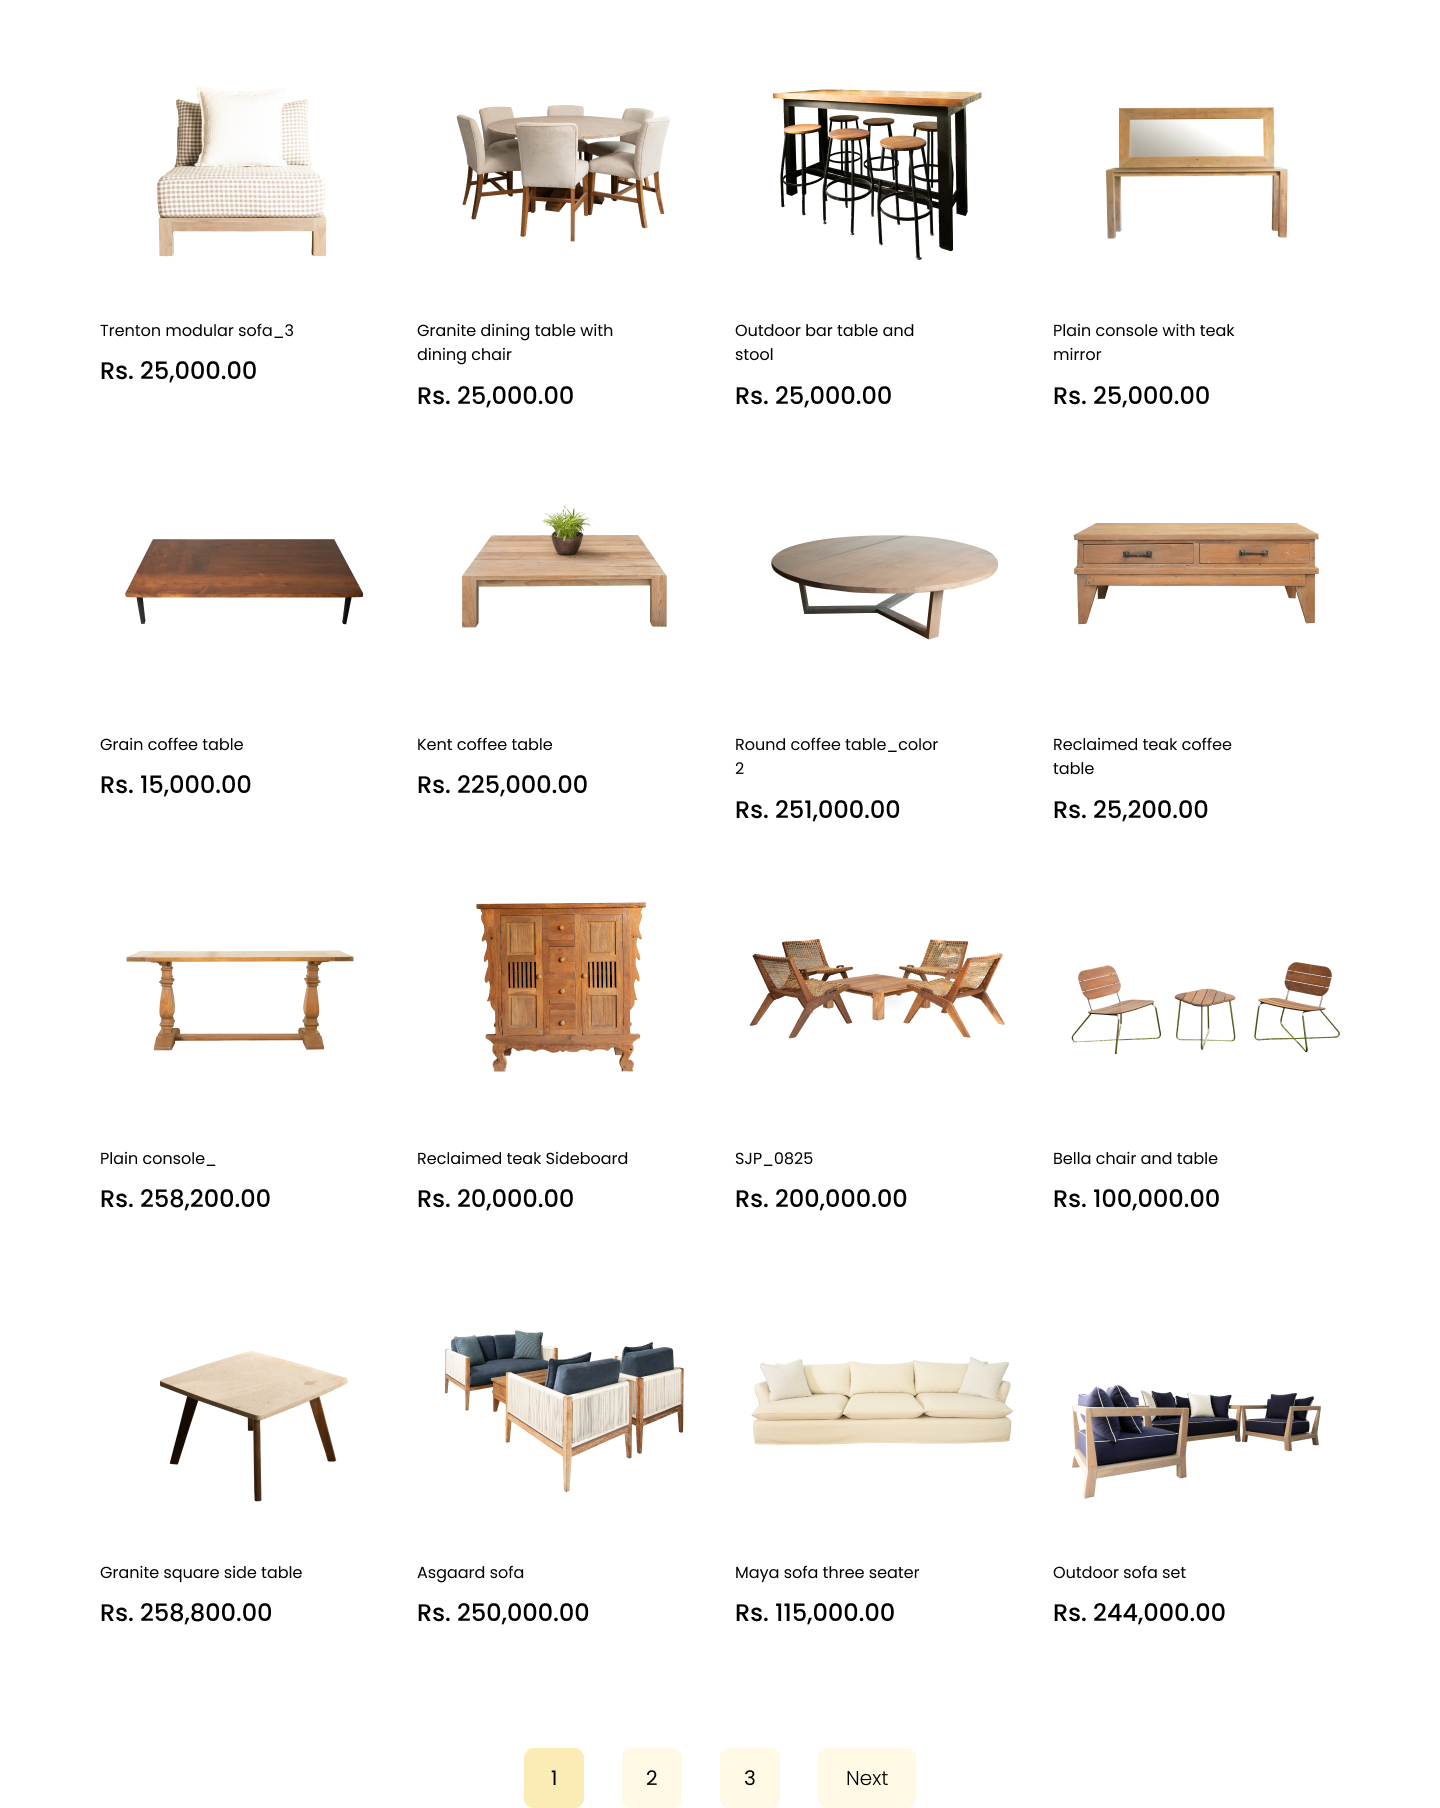 Trenton modular sofa_3
Rs. 25,000.00
Granite dining table with
dining chair
Rs. 25,000.00
Outdoor bar table and
stool
Rs. 25,000.00
Plain console with teak
mirror
Rs. 25,000.00
Grain coffee table
Rs. 15,000.00
Kent coffee table
Rs. 225,000.00
Round coffee table_color
2
Rs. 251,000.00
Reclaimed teak coffee
table
Rs. 25,200.00
Plain console_
Rs. 258,200.00
Reclaimed teak Sideboard
Rs. 20,000.00
SJP_0825
Rs. 200,000.00
Bella chair and table
Rs. 100,000.00
Granite square side table
Rs. 258,800.00
Asgaard sofa
Rs. 250,000.00
Maya sofa three seater
Rs. 115,000.00
Outdoor sofa set
Rs. 244,000.00
1
2
3
Next